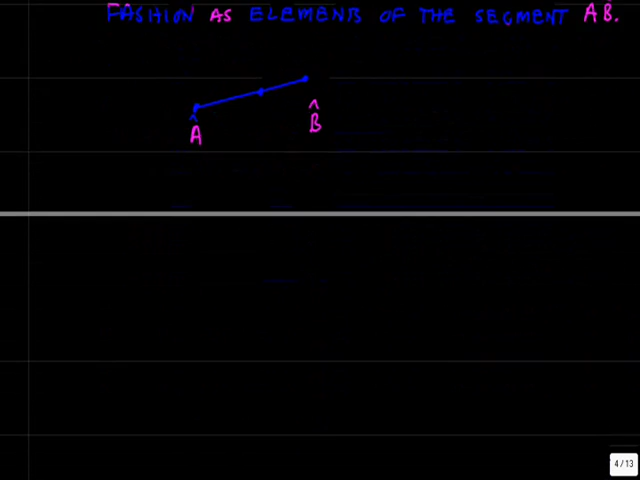 FASHION AS ELEMENTS OF THE SEGMENT AB.
Â B̂
4/13